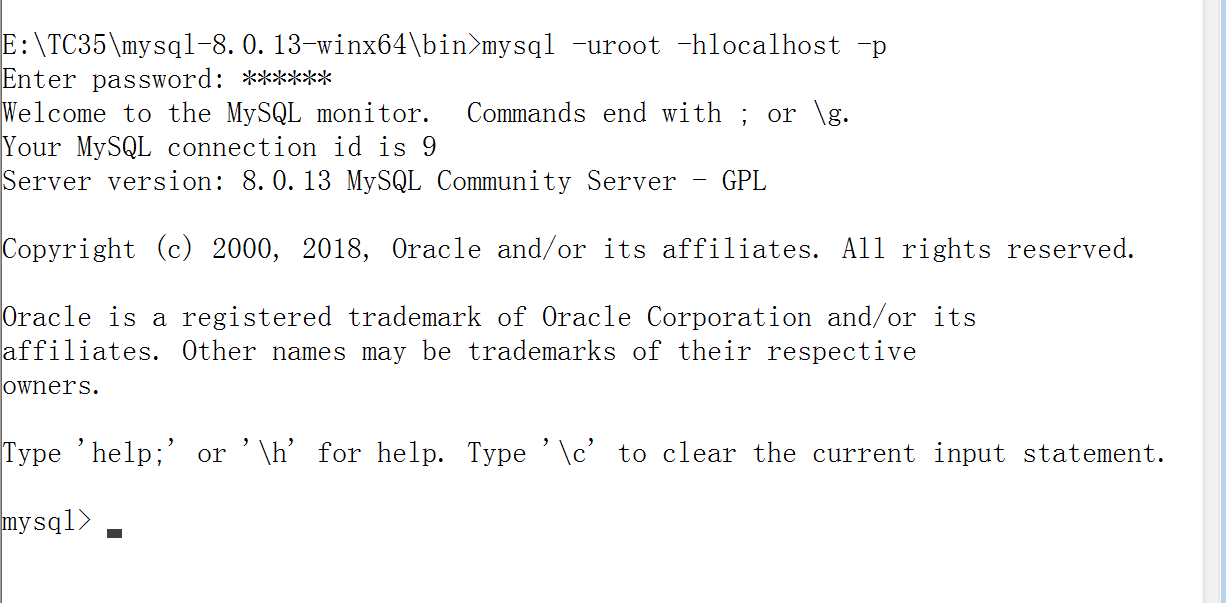 E:\TC35\mysql-8.0.13-winx64\bin>mysql -uroot -hlocalhost -p
Enter password: ******
Welcome to the MySQL monitor.  Commands end with ; or \g.
Your MySQL connection id is 9
Server version: 8.0.13 MySQL Community Server - GPL
Copyright (c) 2000, 2018, Oracle and/or its affiliates. All rights reserved.
Oracle is a registered trademark of Oracle Corporation and/or its
affiliates. Other names may be trademarks of their respective
owners.
Type 'help;' or '\h' for help. Type '\c' to clear the current input statement.
mysql>